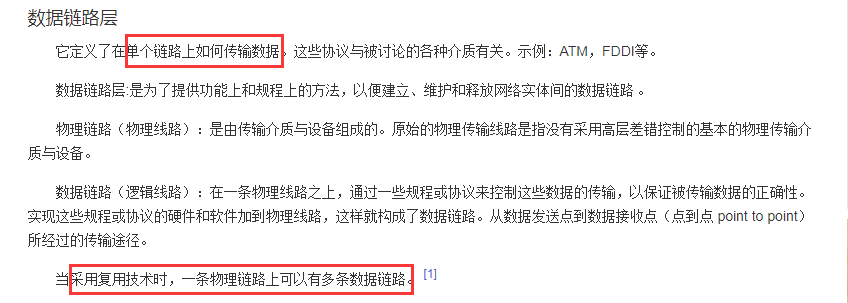 数据链路层
它定义了在单个链路上如何传输数据。这些协议与被讨论的各种介质有关。示例：ATM，FDDI等。
数据链路层:是为了提供功能上和规程上的方法，以便建立、维护和释放网络实体间的数据链路 。
物理链路（物理线路）：是由传输介质与设备组成的。原始的物理传输线路是指没有采用高层差错控制的基本的物理传输介
质与设备。
数据链路（逻辑线路）：在一条物理线路之上，通过一些规程或协议来控制这些数据的传输，以保证被传输数据的正确性。
实现这些规程或协议的硬件和软件加到物理线路，这样就构成了数据链路。从数据发送点到数据接收点（点到点 point to point）
所经过的传输途径。
当采用复用技术时，一条物理链路上可以有多条数据链路。 [1]